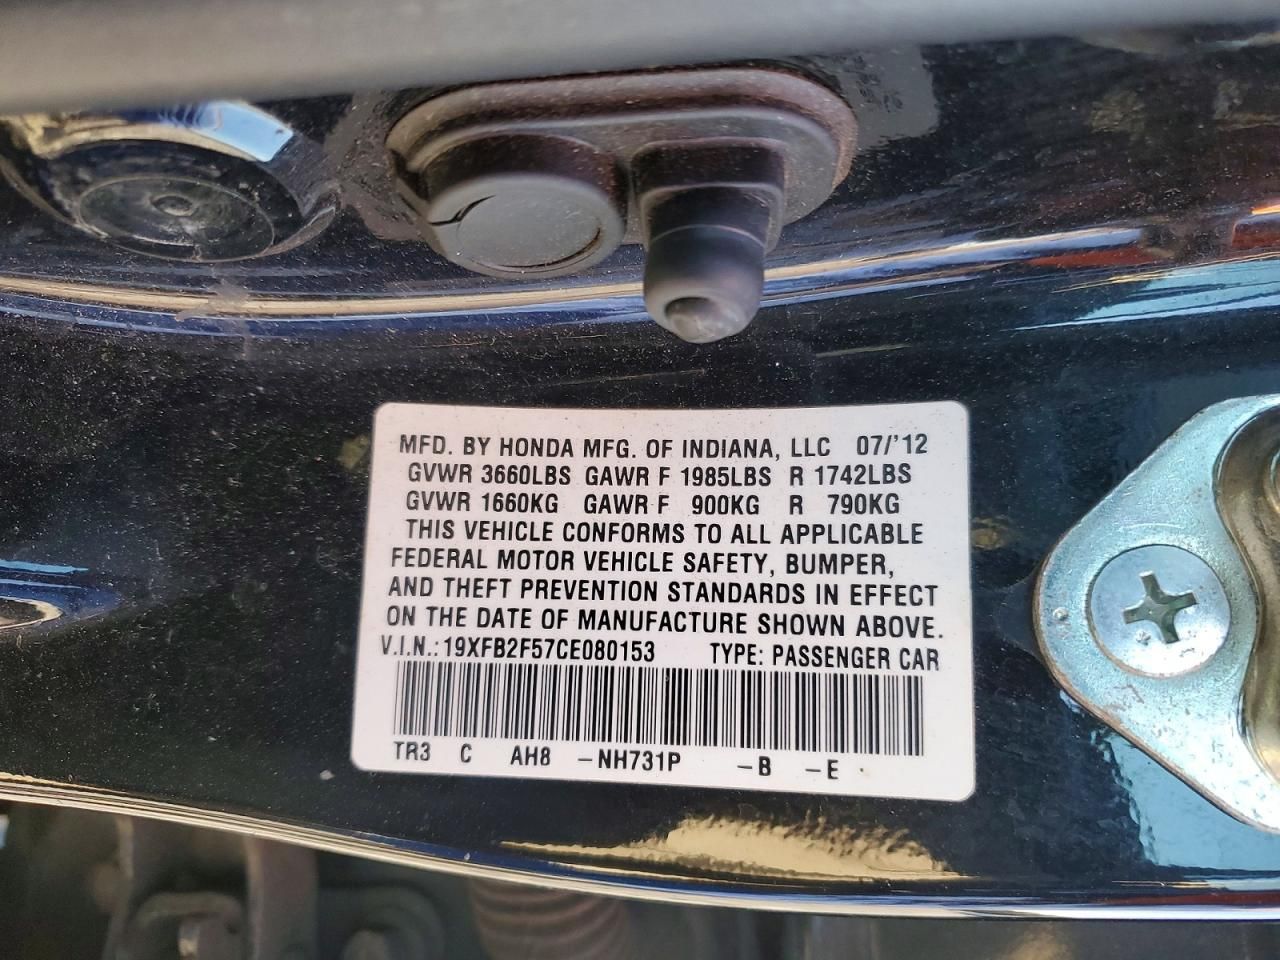 MFD. BY HONDA MFG. OF INDIANA, LLC 07/'12
GVWR 3660LBS GAWR F 1985LBS R 1742LBS
GVWR 1660KG GAWR F 900KG R 790KG
THIS VEHICLE CONFORMS TO ALL APPLICABLE
FEDERAL MOTOR VEHICLE SAFETY, BUMPER,
AND THEFT PREVENTION STANDARDS IN EFFECT
ON THE DATE OF MANUFACTURE SHOWN ABOVE.
V.I.N.: 19XFB2F57CE080153 TYPE: PASSENGER CAR
TR3 C AH8 –NH731P –B –E